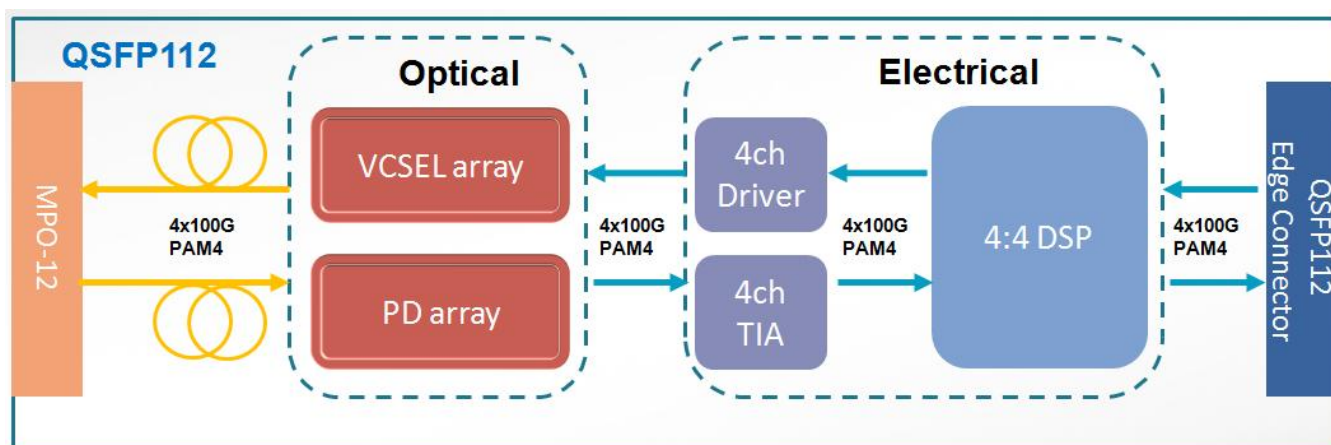 QSFP112
Optical
Electrical
MPO-12
4x100G
PAM4
VCSEL array
PD array
4x100G
PAM4
4ch
Driver
4ch
TIA
4x100G
PAM4
4:4 DSP
4x100G
PAM4
QSFP112
Edge Connector